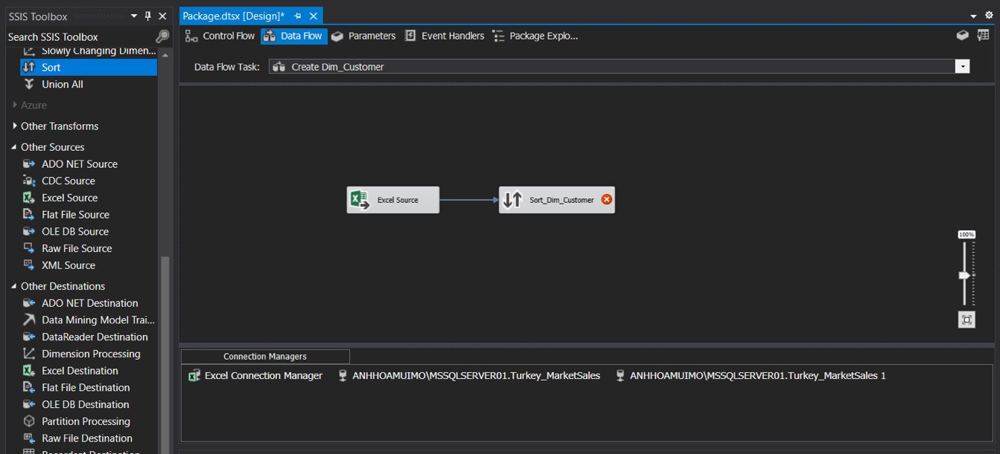 SSIS Toolbox
Search SSIS Toolbox
Slowly Changing Dimen...
Sort
Union All
Azure
Other Transforms
Other Sources
ADO NET Source
CDC Source
Excel Source
Flat File Source
OLE DB Source
Raw File Source
XML Source
Other Destinations
ADO NET Destination
Data Mining Model Trai...
DataReader Destination
Dimension Processing
Excel Destination
Flat File Destination
OLE DB Destination
Partition Processing
Raw File Destination
Recordset Destination
Package.dtsx [Design]*
Control Flow Data Flow Parameters Event Handlers Package Explo...
Data Flow Task: Create Dim_Customer
Excel Source
Sort_Dim_Customer
100%
Connection Managers
Excel Connection Manager ANHHOAMUIMO\MSSQLSERVER01.Turkey_MarketSales ANHHOAMUIMO\MSSQLSERVER01.Turkey_MarketSales 1